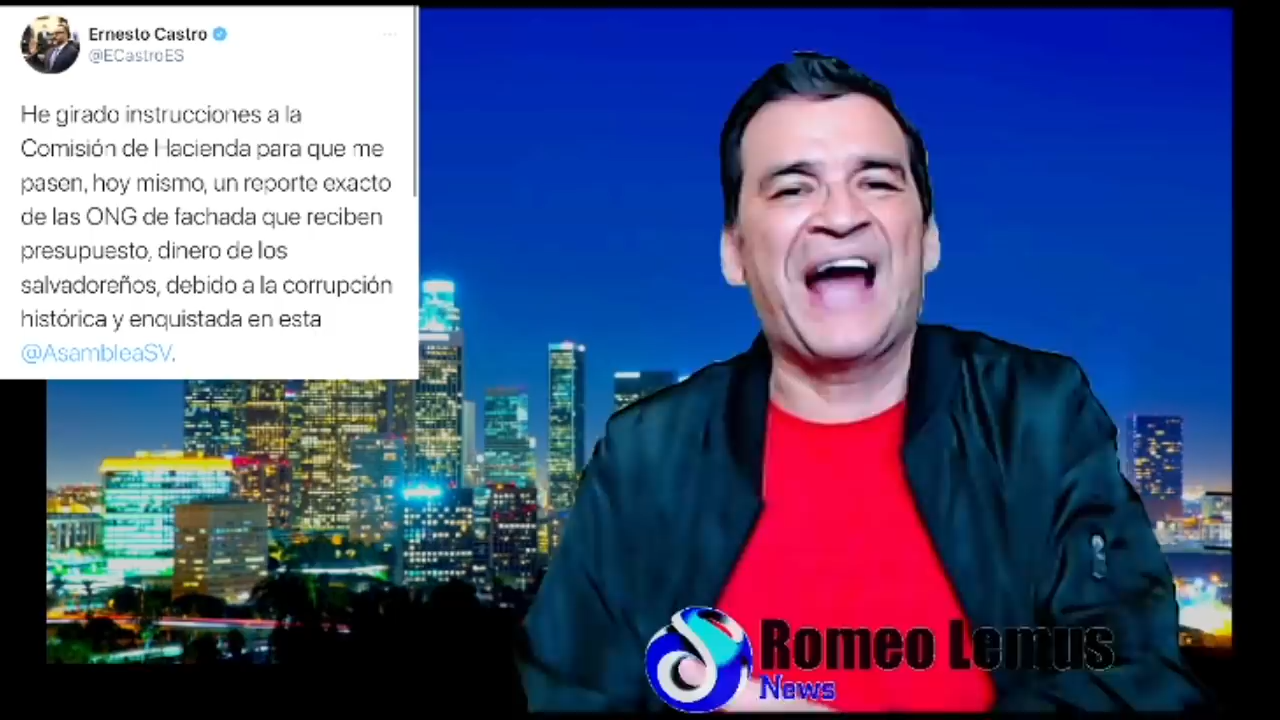 Ernesto Castro
@ECastroES
He girado instrucciones a la
Comisión de Hacienda para que me
pasen, hoy mismo, un reporte exacto
de las ONG de fachada que reciben
presupuesto, dinero de los
salvadoreños, debido a la corrupción
histórica y enquistada en esta
@AsambleaSV.
Romeo Lemus
News